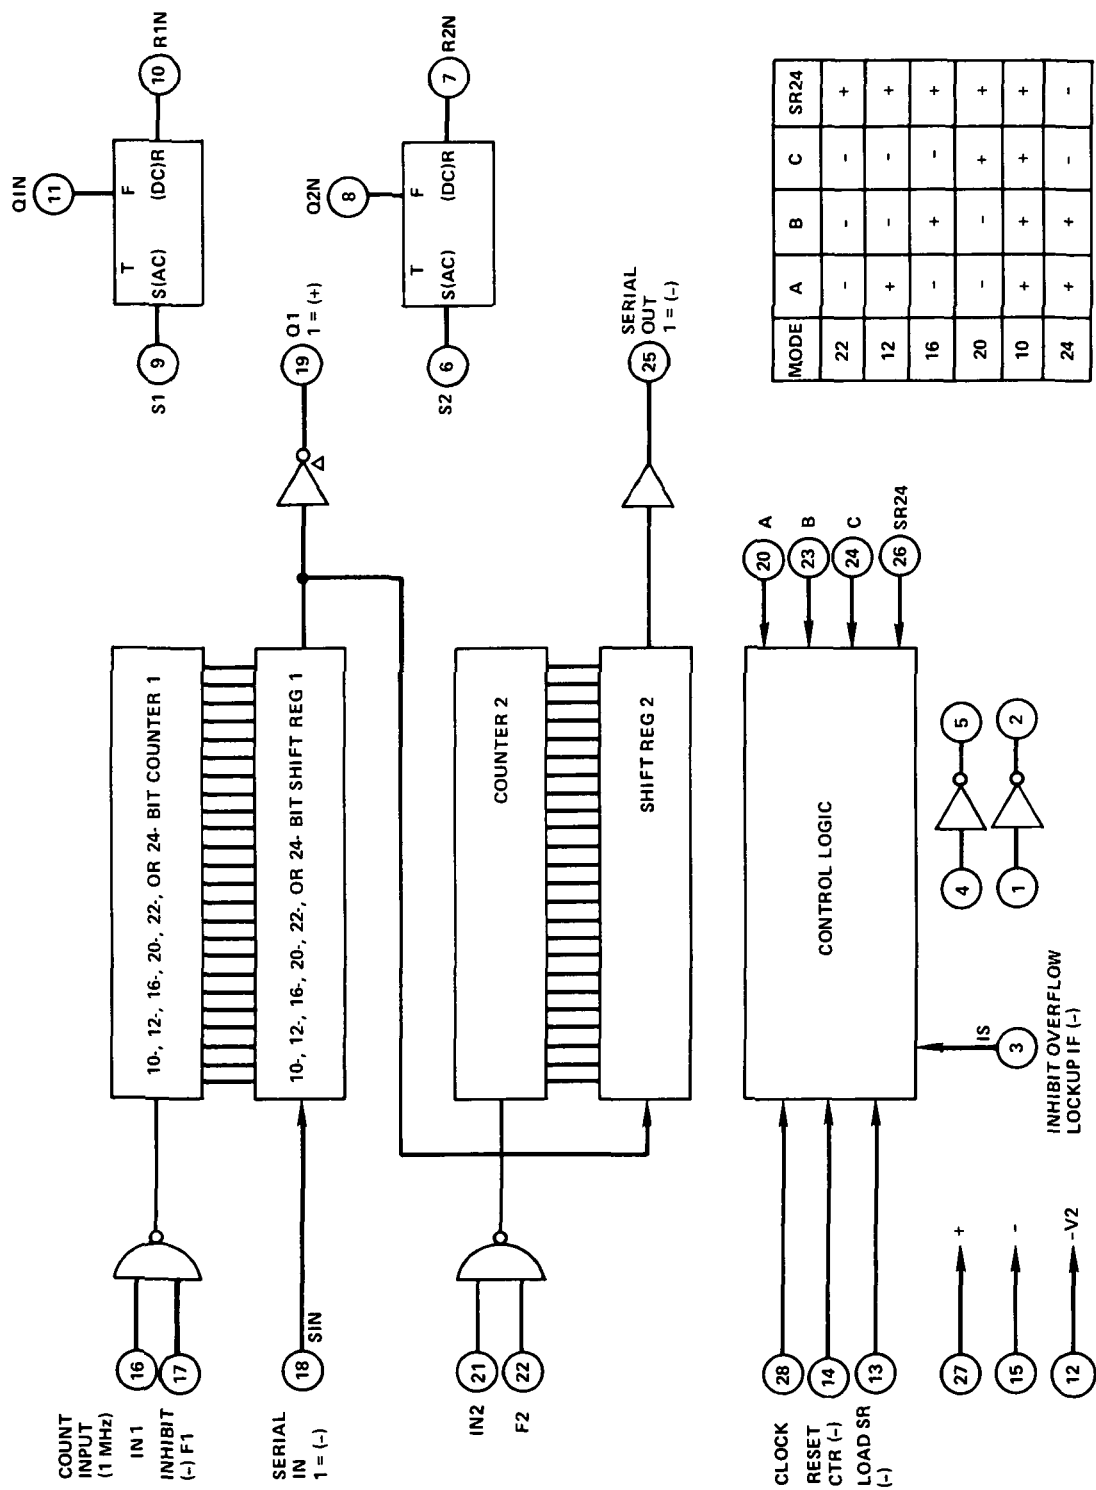 COUNT
INPUT
(1 MHz)
IN 1
INHIBIT
(-) F1
16
17
10-, 12-, 16-, 20-, 22-, OR 24- BIT COUNTER 1
SERIAL
IN
1 = (-)
18
SIN
10-, 12-, 16-, 20-, 22-, OR 24- BIT SHIFT REG 1
19
Q1
1 = (+)
S1
9
T
F
S(AC)
(DC)R
Q1N
11
10
R1N
S2
6
T
F
S(AC)
(DC)R
Q2N
8
7
R2N
IN2
21
F2
22
COUNTER 2
SHIFT REG 2
25
SERIAL
OUT
1 = (-)
CLOCK
28
RESET
CTR (-)
14
LOAD SR
(-)
13
CONTROL LOGIC
20
A
23
B
24
C
26
SR24
IS
3
INHIBIT OVERFLOW
LOCKUP IF (-)
4
5
1
2
27
+
15
-
12
-V2
MODE A B C SR24
22 - - - +
12 + - - +
16 - + - +
20 - - + +
10 + + + +
24 + + - -